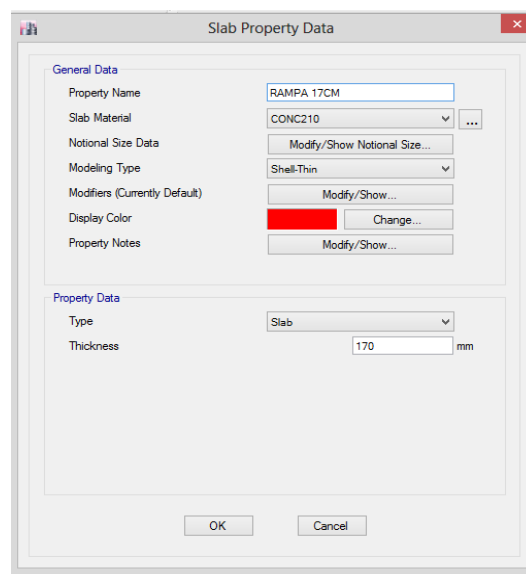 Slab Property Data
General Data
Property Name RAMPA 17CM
Slab Material CONC210 ...
Notional Size Data Modify/Show Notional Size...
Modeling Type Shell-Thin
Modifiers (Currently Default) Modify/Show...
Display Color Change...
Property Notes Modify/Show...
Property Data
Type Slab
Thickness 170 mm
OK Cancel